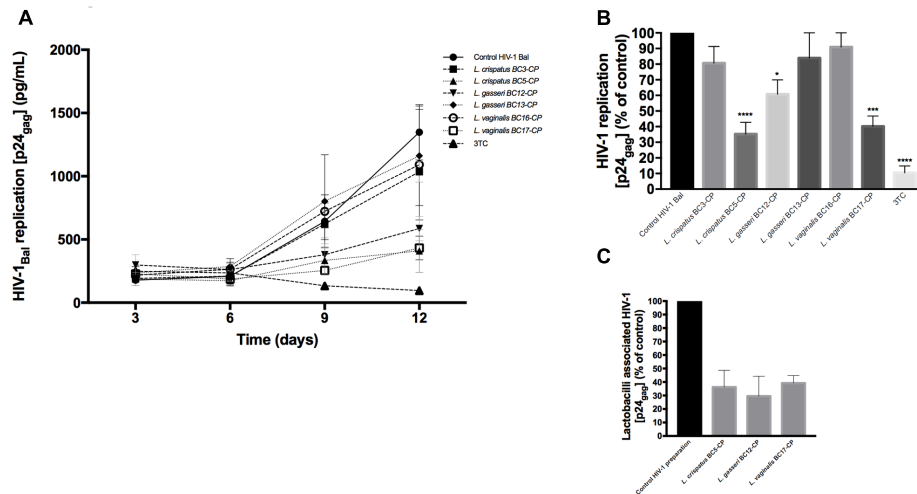 A
HIV-1Bal replication [p24gag] (pg/mL)
2000
1500
1000
500
0
3
6
9
12
Time (days)
Control HIV-1 Bal
L. crispatus BC3-CP
L. crispatus BC5-CP
L. gasseri BC12-CP
L. gasseri BC13-CP
L. vaginalis BC16-CP
L. vaginalis BC17-CP
3TC
B
HIV-1 replication
[p24gag] (% of control)
100
90
80
70
60
50
40
30
20
10
0
****
*
***
****
Control HIV-1 Bal
L. crispatus BC3-CP
L. crispatus BC5-CP
L. gasseri BC12-CP
L. gasseri BC13-CP
L. vaginalis BC16-CP
L. vaginalis BC17-CP
3TC
C
Lactobacilli associated HIV-1
[p24gag] (% of control)
100
90
80
70
60
50
40
30
20
10
0
Control HIV-1 preparation
L. crispatus BC5-CP
L. gasseri BC12-CP
L. vaginalis BC17-CP